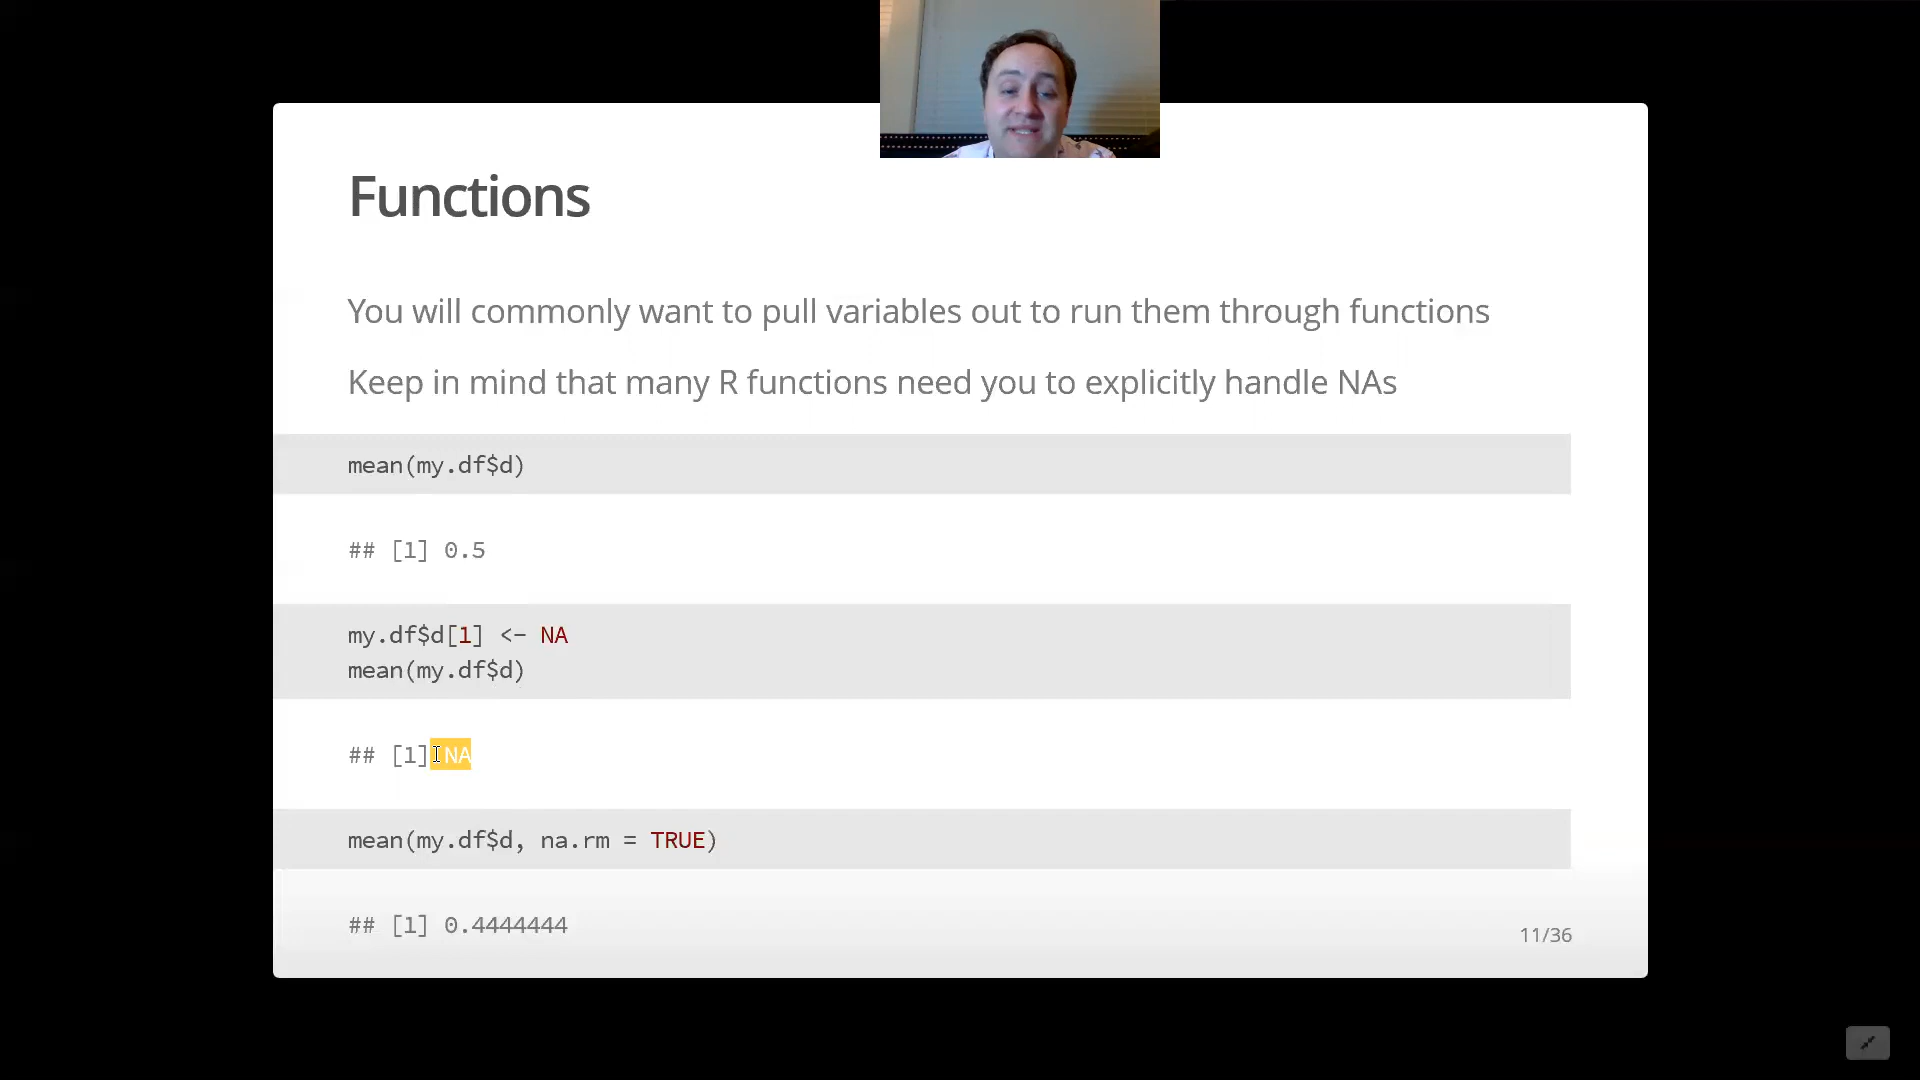 Functions
You will commonly want to pull variables out to run them through functions
Keep in mind that many R functions need you to explicitly handle NAs
mean(my.df$d)
## [1] 0.5
my.df$d[1] <- NA
mean(my.df$d)
## [1] NA
mean(my.df$d, na.rm = TRUE)
## [1] 0.4444444
11/36